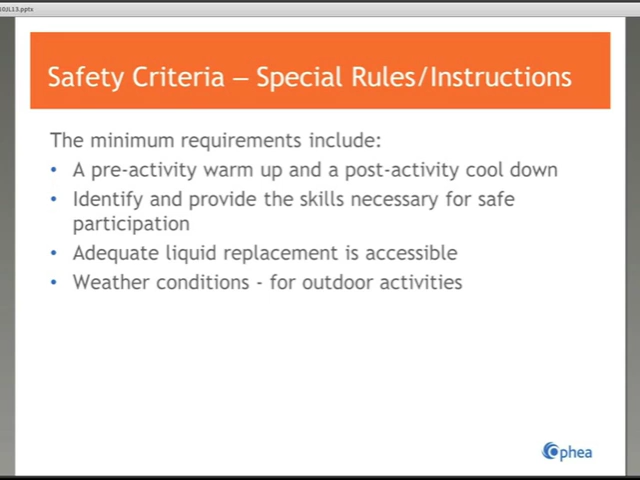 10JL13.pptx
Safety Criteria – Special Rules/Instructions
The minimum requirements include:
• A pre-activity warm up and a post-activity cool down
• Identify and provide the skills necessary for safe
participation
• Adequate liquid replacement is accessible
• Weather conditions - for outdoor activities
Ophea